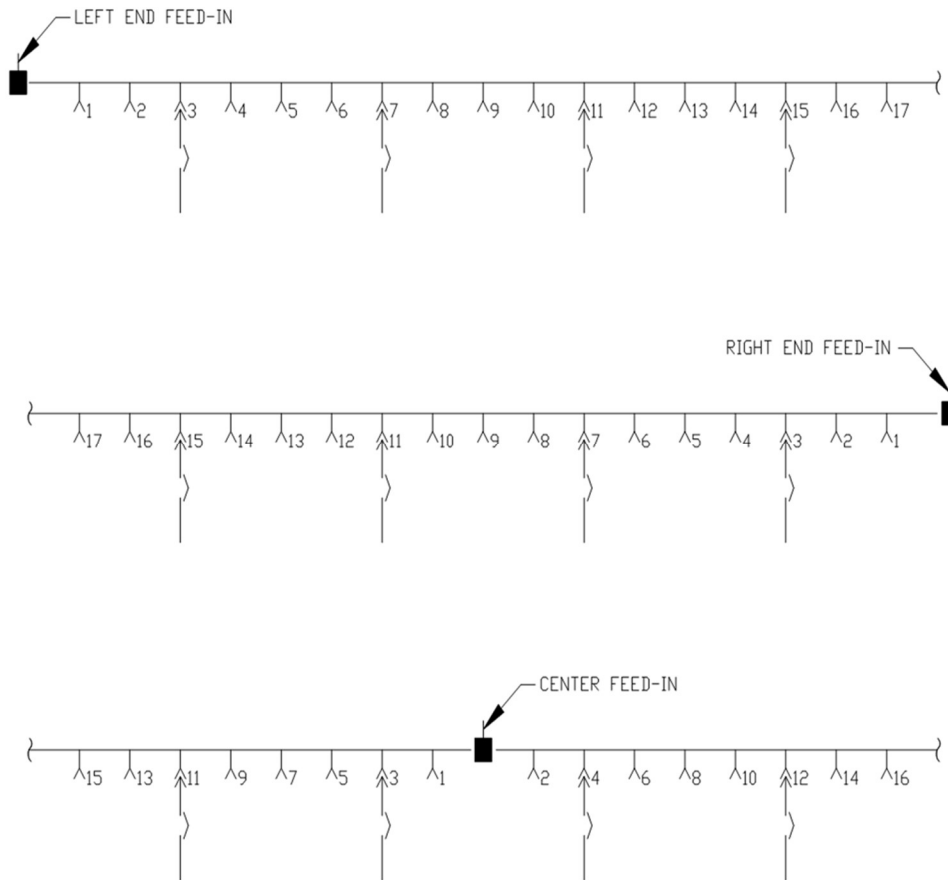 LEFT END FEED-IN
1 2 3 4 5 6 7 8 9 10 11 12 13 14 15 16 17
RIGHT END FEED-IN
17 16 15 14 13 12 11 10 9 8 7 6 5 4 3 2 1
CENTER FEED-IN
15 13 11 9 7 5 3 1 2 4 6 8 10 12 14 16